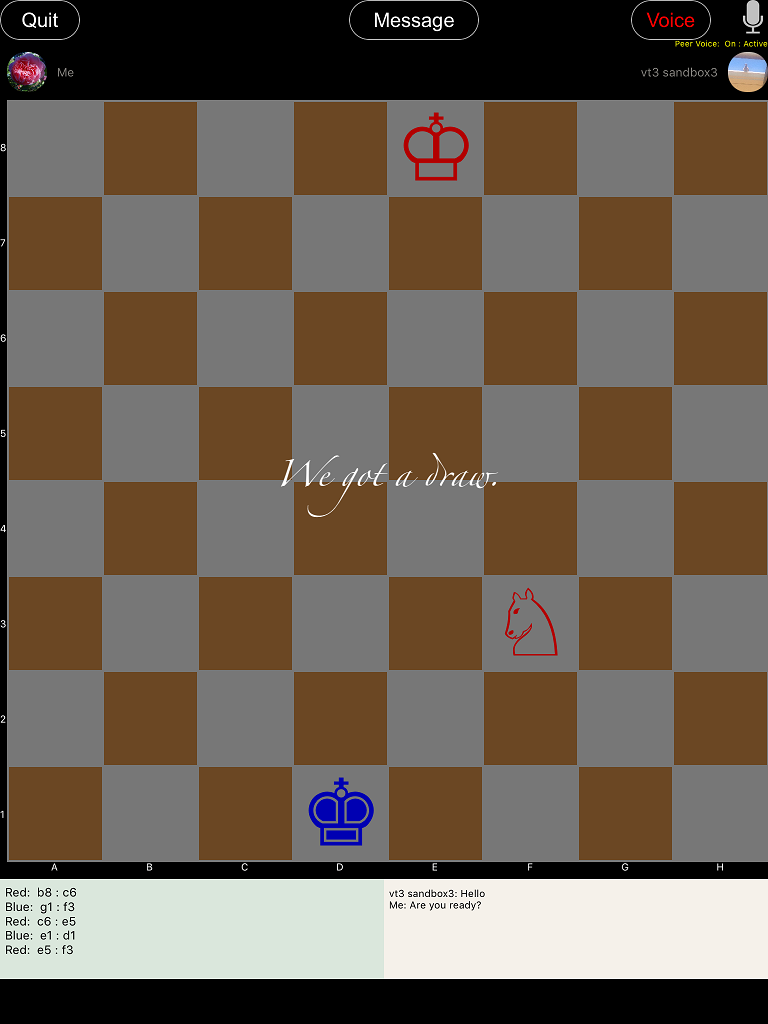 Quit
Message
Voice
Peer Voice: On : Active
Me
vt3 sandbox3
8
7
6
5
We got a draw.
4
3
2
1
A B C D E F G H
Red: b8 : c6
Blue: g1 : f3
Red: c6 : e5
Blue: e1 : d1
Red: e5 : f3
vt3 sandbox3: Hello
Me: Are you ready?